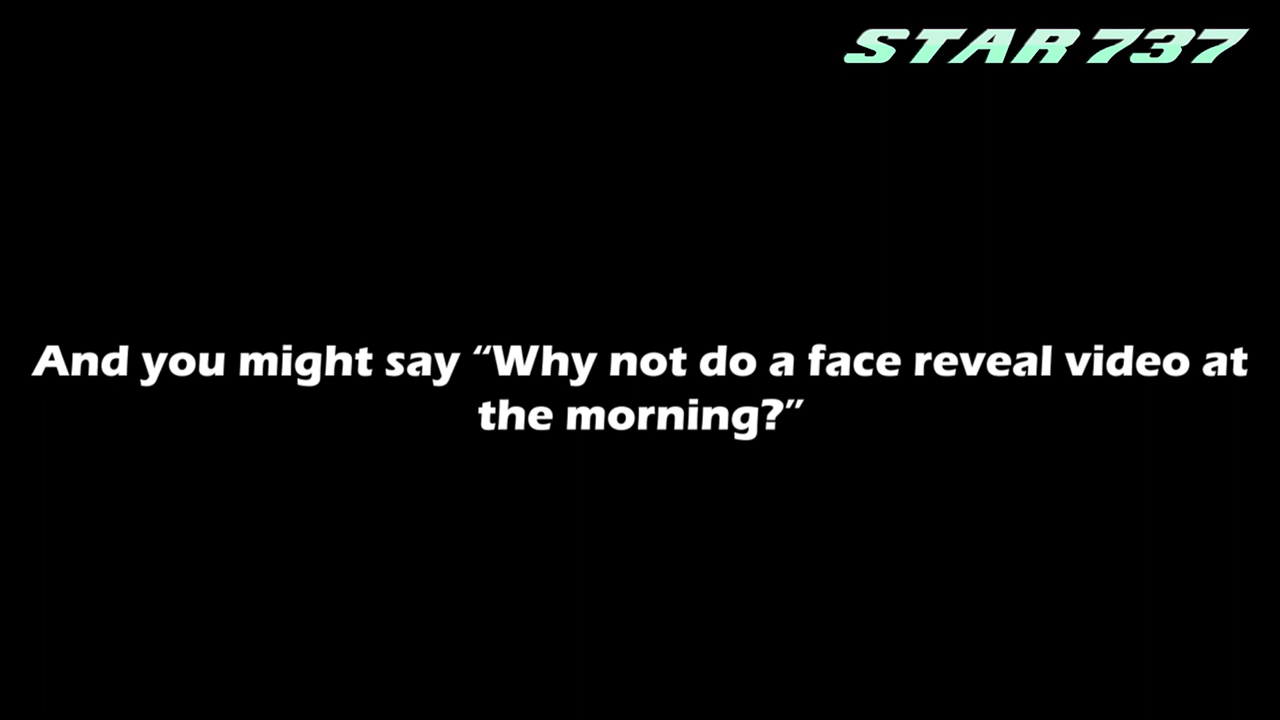 STAR 737
And you might say “Why not do a face reveal video at
the morning?”